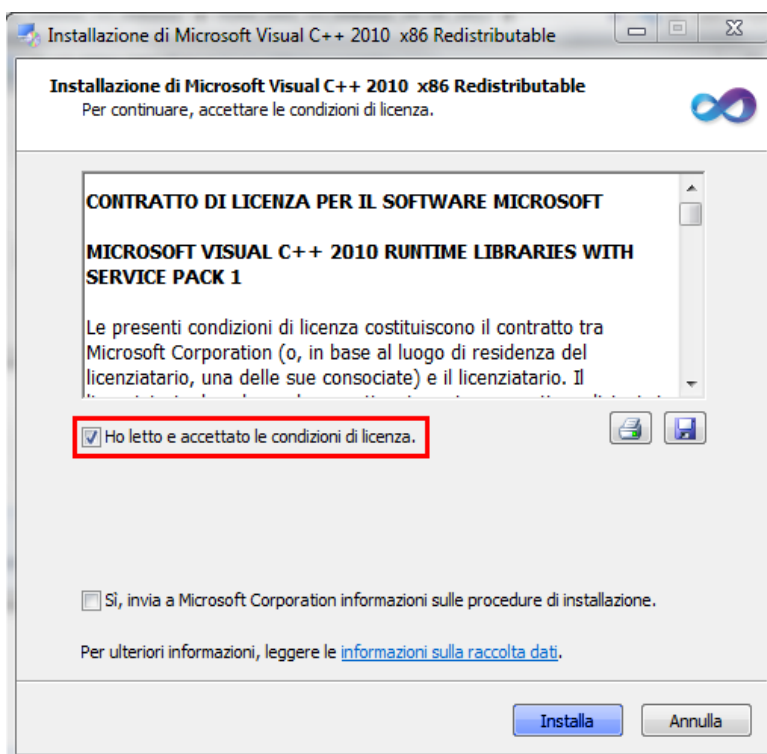 Installazione di Microsoft Visual C++ 2010 x86 Redistributable
Installazione di Microsoft Visual C++ 2010 x86 Redistributable
Per continuare, accettare le condizioni di licenza.
CONTRATTO DI LICENZA PER IL SOFTWARE MICROSOFT
MICROSOFT VISUAL C++ 2010 RUNTIME LIBRARIES WITH
SERVICE PACK 1
Le presenti condizioni di licenza costituiscono il contratto tra
Microsoft Corporation (o, in base al luogo di residenza del
licenziatario, una delle sue consociate) e il licenziatario. Il
Ho letto e accettato le condizioni di licenza.
Sì, invia a Microsoft Corporation informazioni sulle procedure di installazione.
Per ulteriori informazioni, leggere le informazioni sulla raccolta dati.
Installa
Annulla